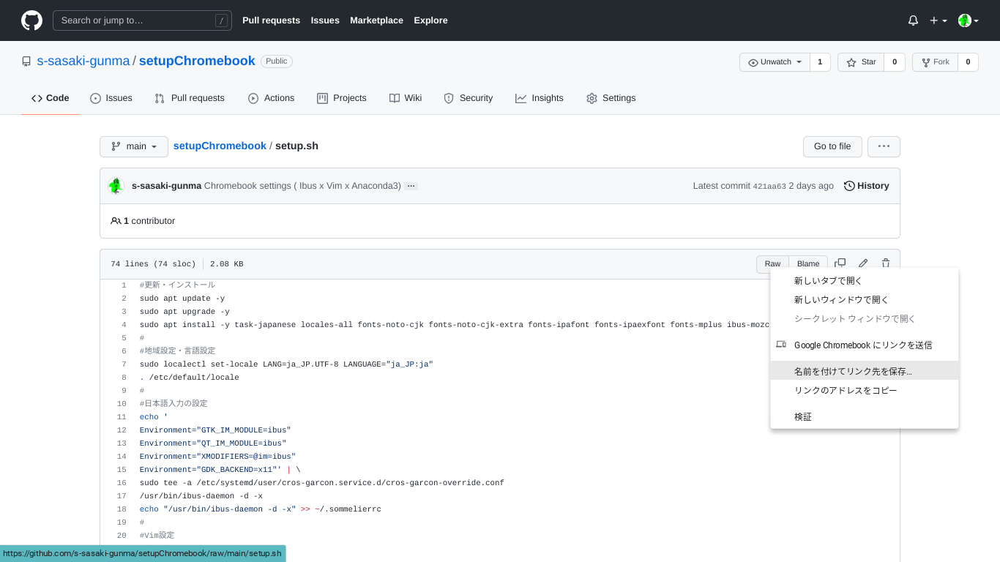 Search or jump to… /
Pull requests Issues Marketplace Explore
s-sasaki-gunma / setupChromebook Public
Unwatch 1 Star 0 Fork 0
Code Issues Pull requests Actions Projects Wiki Security Insights Settings
main setupChromebook / setup.sh Go to file ···
s-sasaki-gunma Chromebook settings ( Ibus x Vim x Anaconda3) … Latest commit 421aa63 2 days ago History
1 contributor
74 lines (74 sloc) 2.08 KB Raw Blame
1 #更新・インストール
2 sudo apt update -y
3 sudo apt upgrade -y
4 sudo apt install -y task-japanese locales-all fonts-noto-cjk fonts-noto-cjk-extra fonts-ipafont fonts-ipaexfont fonts-mplus ibus-mozc
5 #
6 #地域設定・言語設定
7 sudo localectl set-locale LANG=ja_JP.UTF-8 LANGUAGE="ja_JP:ja"
8 . /etc/default/locale
9 #
10 #日本語入力の設定
11 echo '
12 Environment="GTK_IM_MODULE=ibus"
13 Environment="QT_IM_MODULE=ibus"
14 Environment="XMODIFIERS=@im=ibus"
15 Environment="GDK_BACKEND=x11"' | \
16 sudo tee -a /etc/systemd/user/cros-garcon.service.d/cros-garcon-override.conf
17 /usr/bin/ibus-daemon -d -x
18 echo "/usr/bin/ibus-daemon -d -x" >> ~/.sommelierrc
19 #
20 #Vim設定
新しいタブで開く
新しいウィンドウで開く
シークレット ウィンドウで開く
Google Chromebook にリンクを送信
名前を付けてリンク先を保存...
リンクのアドレスをコピー
検証
https://github.com/s-sasaki-gunma/setupChromebook/raw/main/setup.sh